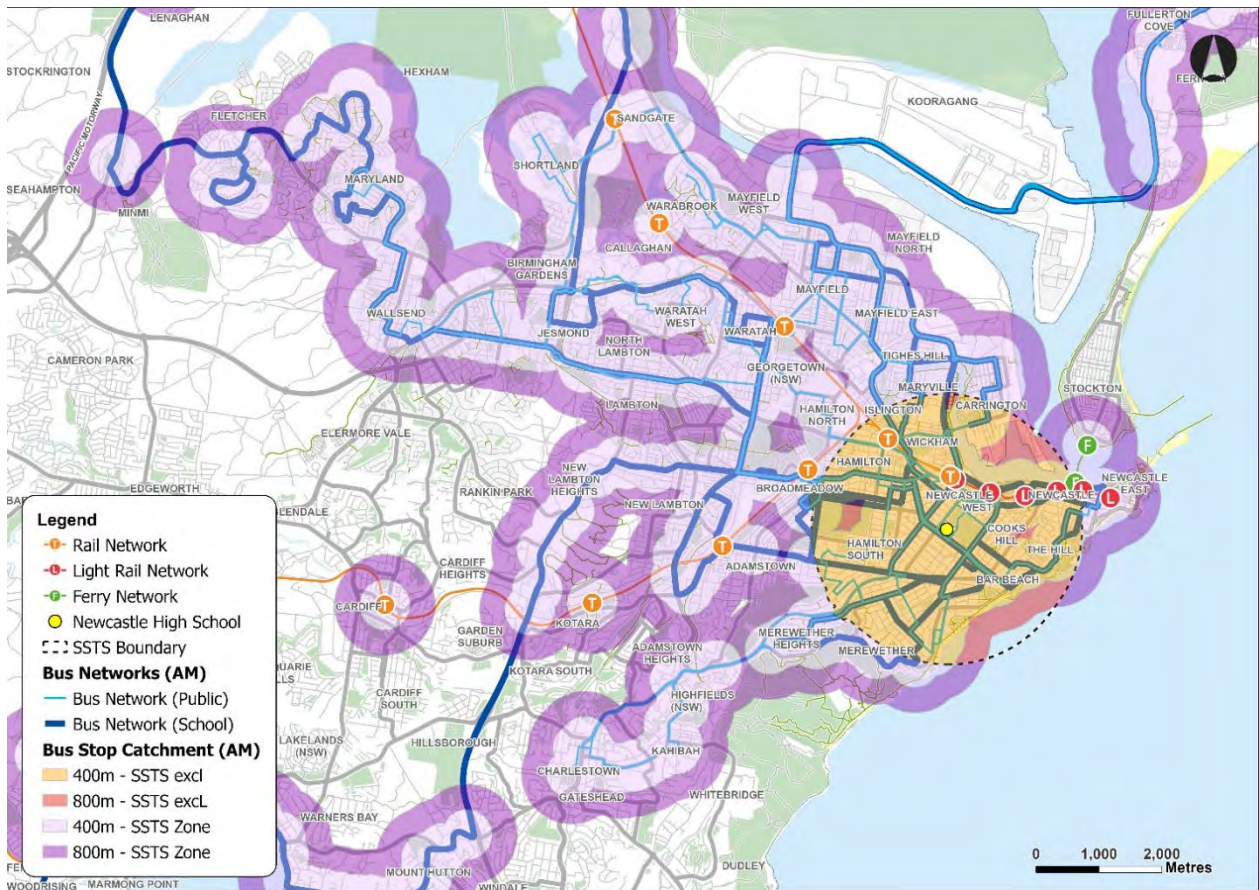 LENAGHAN
FULLERTON
COVE
STOCKRINGTON
HEXHAM
KOORAGANG
PACIFIC MOTORWAY
FLETCHER
SANDGATE
SHORTLAND
MARYLAND
SEAHAMPTON
MINMI
WARABROOK
MAYFIELD
WEST
MAYFIELD
NORTH
CALLAGHAN
BIRMINGHAM
GARDENS
MAYFIELD
WALLSEND
WARATAH
WEST
MAYFIELD EAST
JESMOND
WARATAH
NORTH
LAMBTON
TIGHES HILL
CAMERON PARK
GEORGETOWN
(NSW)
MARYVILLE
STOCKTON
LAMBTON
HAMILTON
NORTH
ISLINGTON
CARRINGTON
ELERMORE VALE
WICKHAM
HAMILTON
NEW
LAMBTON
HEIGHTS
RANKIN PARK
EDGEWORTH
BROADMEADOW
NEWCASTLE
WEST
NEWCASTLE
NEWCASTLE
EAST
NEW LAMBTON
COOKS
HILL
HAMILTON
SOUTH
THE HILL
ADAMSTOWN
CARDIFF
HEIGHTS
BAR BEACH
CARDIFF
KOTARA
GARDEN
SUBURB
MEREWETHER
HEIGHTS
MEREWETHER
ADAMSTOWN
HEIGHTS
KOTARA SOUTH
CARDIFF
SOUTH
HIGHFIELDS
(NSW)
LAKELANDS
(NSW)
HILLSBOROUGH
KAHIBAH
CHARLESTOWN
GATESHEAD
WHITEBRIDGE
WARNERS BAY
MOUNT HUTTON
DUDLEY
WINDALE
WOODRISING
MARMONG POINT
Legend
T Rail Network
L Light Rail Network
F Ferry Network
Newcastle High School
SSTS Boundary
Bus Networks (AM)
Bus Network (Public)
Bus Network (School)
Bus Stop Catchment (AM)
400m - SSTS excl
800m - SSTS excL
400m - SSTS Zone
800m - SSTS Zone
0 1,000 2,000
Metres